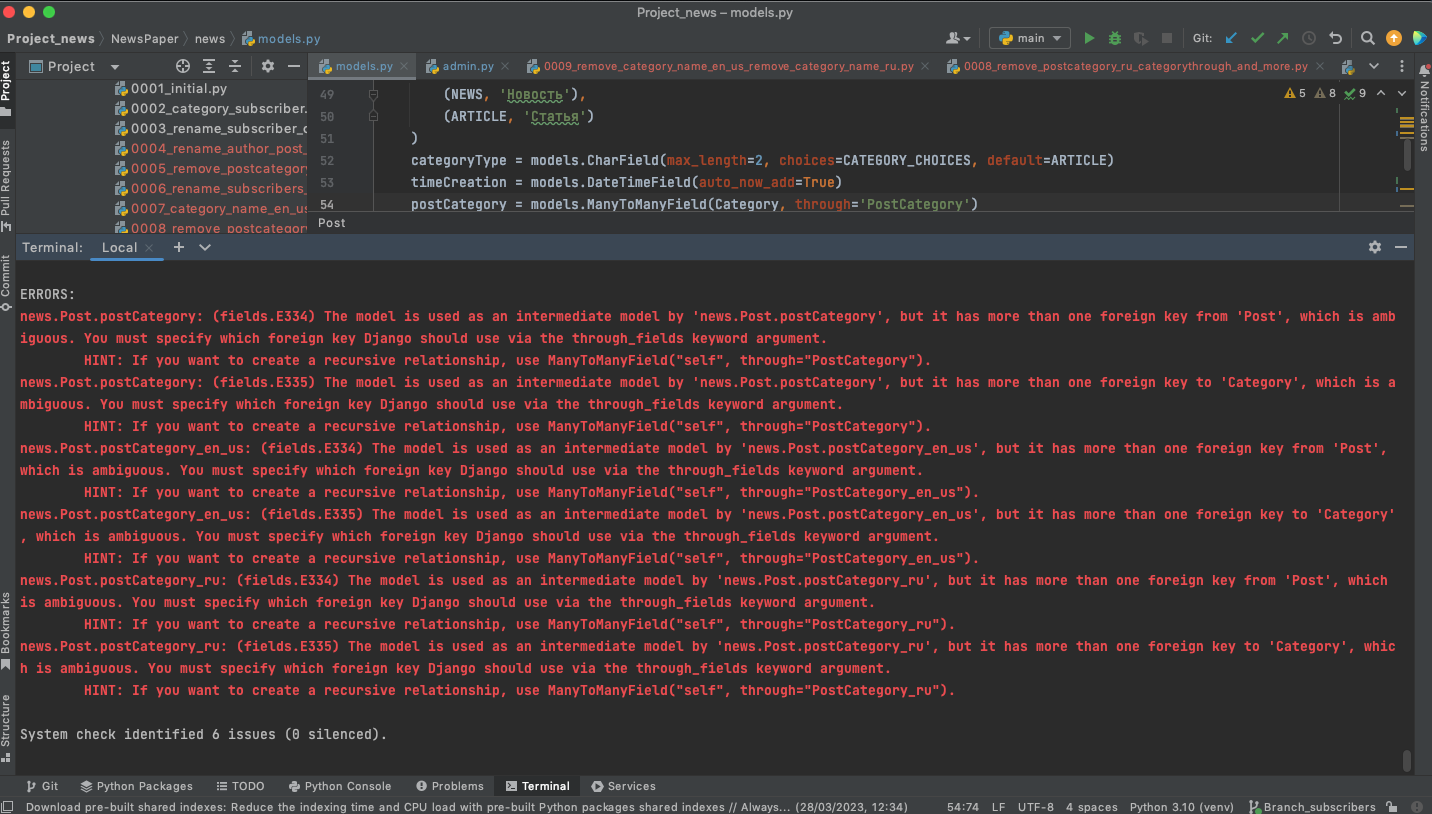 Project_news – models.py
Project_news NewsPaper news models.py
main Git:
Project
models.py admin.py 0009_remove_category_name_en_us_remove_category_name_ru.py 0008_remove_postcategory_ru_categorythrough_and_more.py
0001_initial.py
0002_category_subscriber.
0003_rename_subscriber_c
0004_rename_author_post_
0005_remove_postcategory
0006_rename_subscribers_
0007_category_name_en_us
0008_remove_postcategory
49 (NEWS, 'Новость'),
50 (ARTICLE, 'Статья')
51 )
52 categoryType = models.CharField(max_length=2, choices=CATEGORY_CHOICES, default=ARTICLE)
53 timeCreation = models.DateTimeField(auto_now_add=True)
54 postCategory = models.ManyToManyField(Category, through='PostCategory')
5 8 9
Post
Terminal: Local
ERRORS:
news.Post.postCategory: (fields.E334) The model is used as an intermediate model by 'news.Post.postCategory', but it has more than one foreign key from 'Post', which is amb
iguous. You must specify which foreign key Django should use via the through_fields keyword argument.
HINT: If you want to create a recursive relationship, use ManyToManyField("self", through="PostCategory").
news.Post.postCategory: (fields.E335) The model is used as an intermediate model by 'news.Post.postCategory', but it has more than one foreign key to 'Category', which is a
mbiguous. You must specify which foreign key Django should use via the through_fields keyword argument.
HINT: If you want to create a recursive relationship, use ManyToManyField("self", through="PostCategory").
news.Post.postCategory_en_us: (fields.E334) The model is used as an intermediate model by 'news.Post.postCategory_en_us', but it has more than one foreign key from 'Post',
which is ambiguous. You must specify which foreign key Django should use via the through_fields keyword argument.
HINT: If you want to create a recursive relationship, use ManyToManyField("self", through="PostCategory_en_us").
news.Post.postCategory_en_us: (fields.E335) The model is used as an intermediate model by 'news.Post.postCategory_en_us', but it has more than one foreign key to 'Category'
, which is ambiguous. You must specify which foreign key Django should use via the through_fields keyword argument.
HINT: If you want to create a recursive relationship, use ManyToManyField("self", through="PostCategory_en_us").
news.Post.postCategory_ru: (fields.E334) The model is used as an intermediate model by 'news.Post.postCategory_ru', but it has more than one foreign key from 'Post', which
is ambiguous. You must specify which foreign key Django should use via the through_fields keyword argument.
HINT: If you want to create a recursive relationship, use ManyToManyField("self", through="PostCategory_ru").
news.Post.postCategory_ru: (fields.E335) The model is used as an intermediate model by 'news.Post.postCategory_ru', but it has more than one foreign key to 'Category', whic
h is ambiguous. You must specify which foreign key Django should use via the through_fields keyword argument.
HINT: If you want to create a recursive relationship, use ManyToManyField("self", through="PostCategory_ru").
System check identified 6 issues (0 silenced).
Project
Pull Requests
Commit
Bookmarks
Structure
Notifications
Git Python Packages TODO Python Console Problems Terminal Services
Download pre-built shared indexes: Reduce the indexing time and CPU load with pre-built Python packages shared indexes // Always... (28/03/2023, 12:34) 54:74 LF UTF-8 4 spaces Python 3.10 (venv) Branch_subscribers